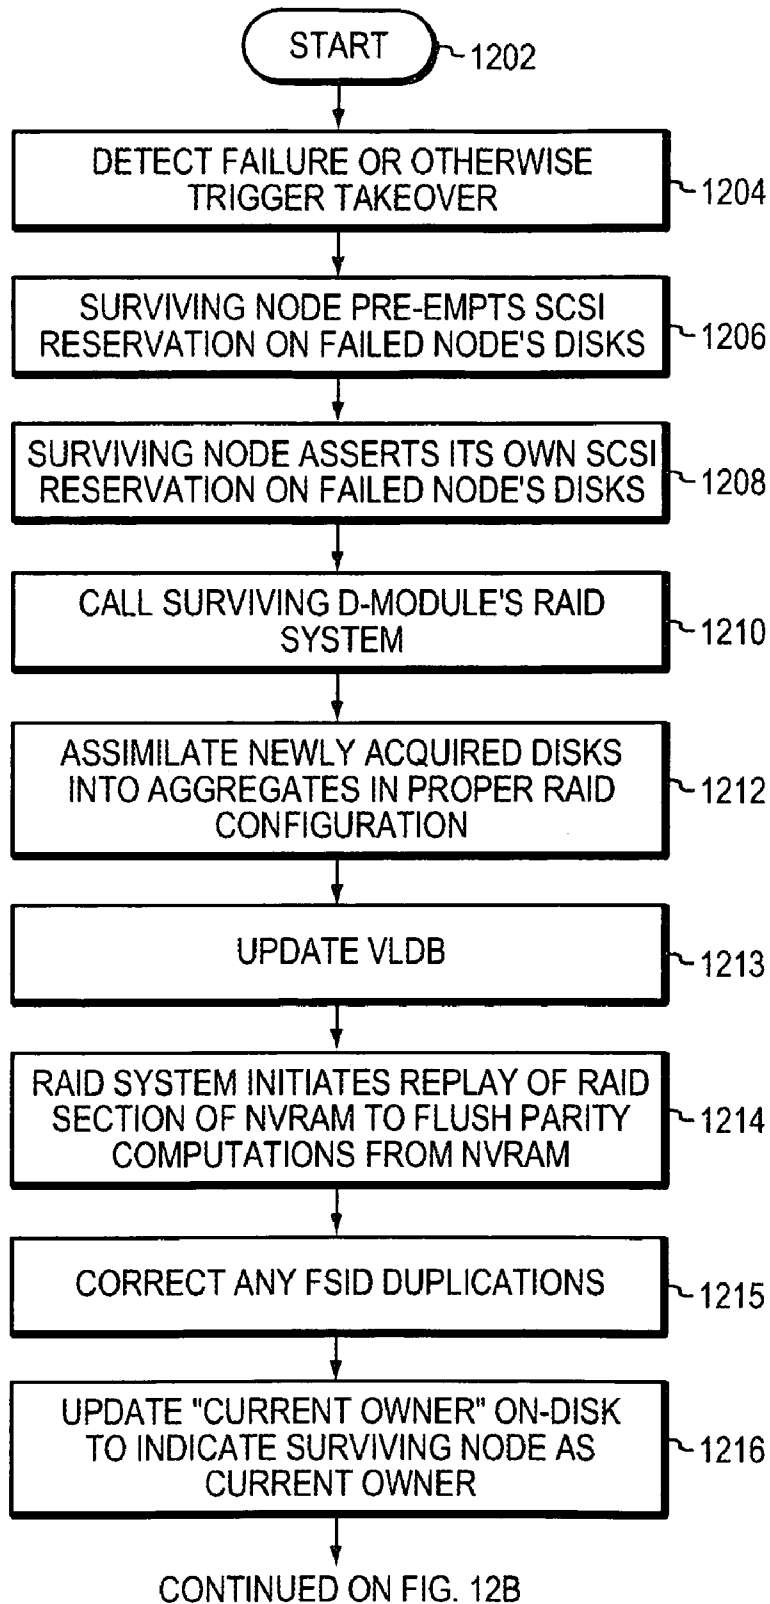 START
1202
DETECT FAILURE OR OTHERWISE
TRIGGER TAKEOVER
1204
SURVIVING NODE PRE-EMPTS SCSI
RESERVATION ON FAILED NODE'S DISKS
1206
SURVIVING NODE ASSERTS ITS OWN SCSI
RESERVATION ON FAILED NODE'S DISKS
1208
CALL SURVIVING D-MODULE'S RAID
SYSTEM
1210
ASSIMILATE NEWLY ACQUIRED DISKS
INTO AGGREGATES IN PROPER RAID
CONFIGURATION
1212
UPDATE VLDB
1213
RAID SYSTEM INITIATES REPLAY OF RAID
SECTION OF NVRAM TO FLUSH PARITY
COMPUTATIONS FROM NVRAM
1214
CORRECT ANY FSID DUPLICATIONS
1215
UPDATE "CURRENT OWNER" ON-DISK
TO INDICATE SURVIVING NODE AS
CURRENT OWNER
1216
CONTINUED ON FIG. 12B